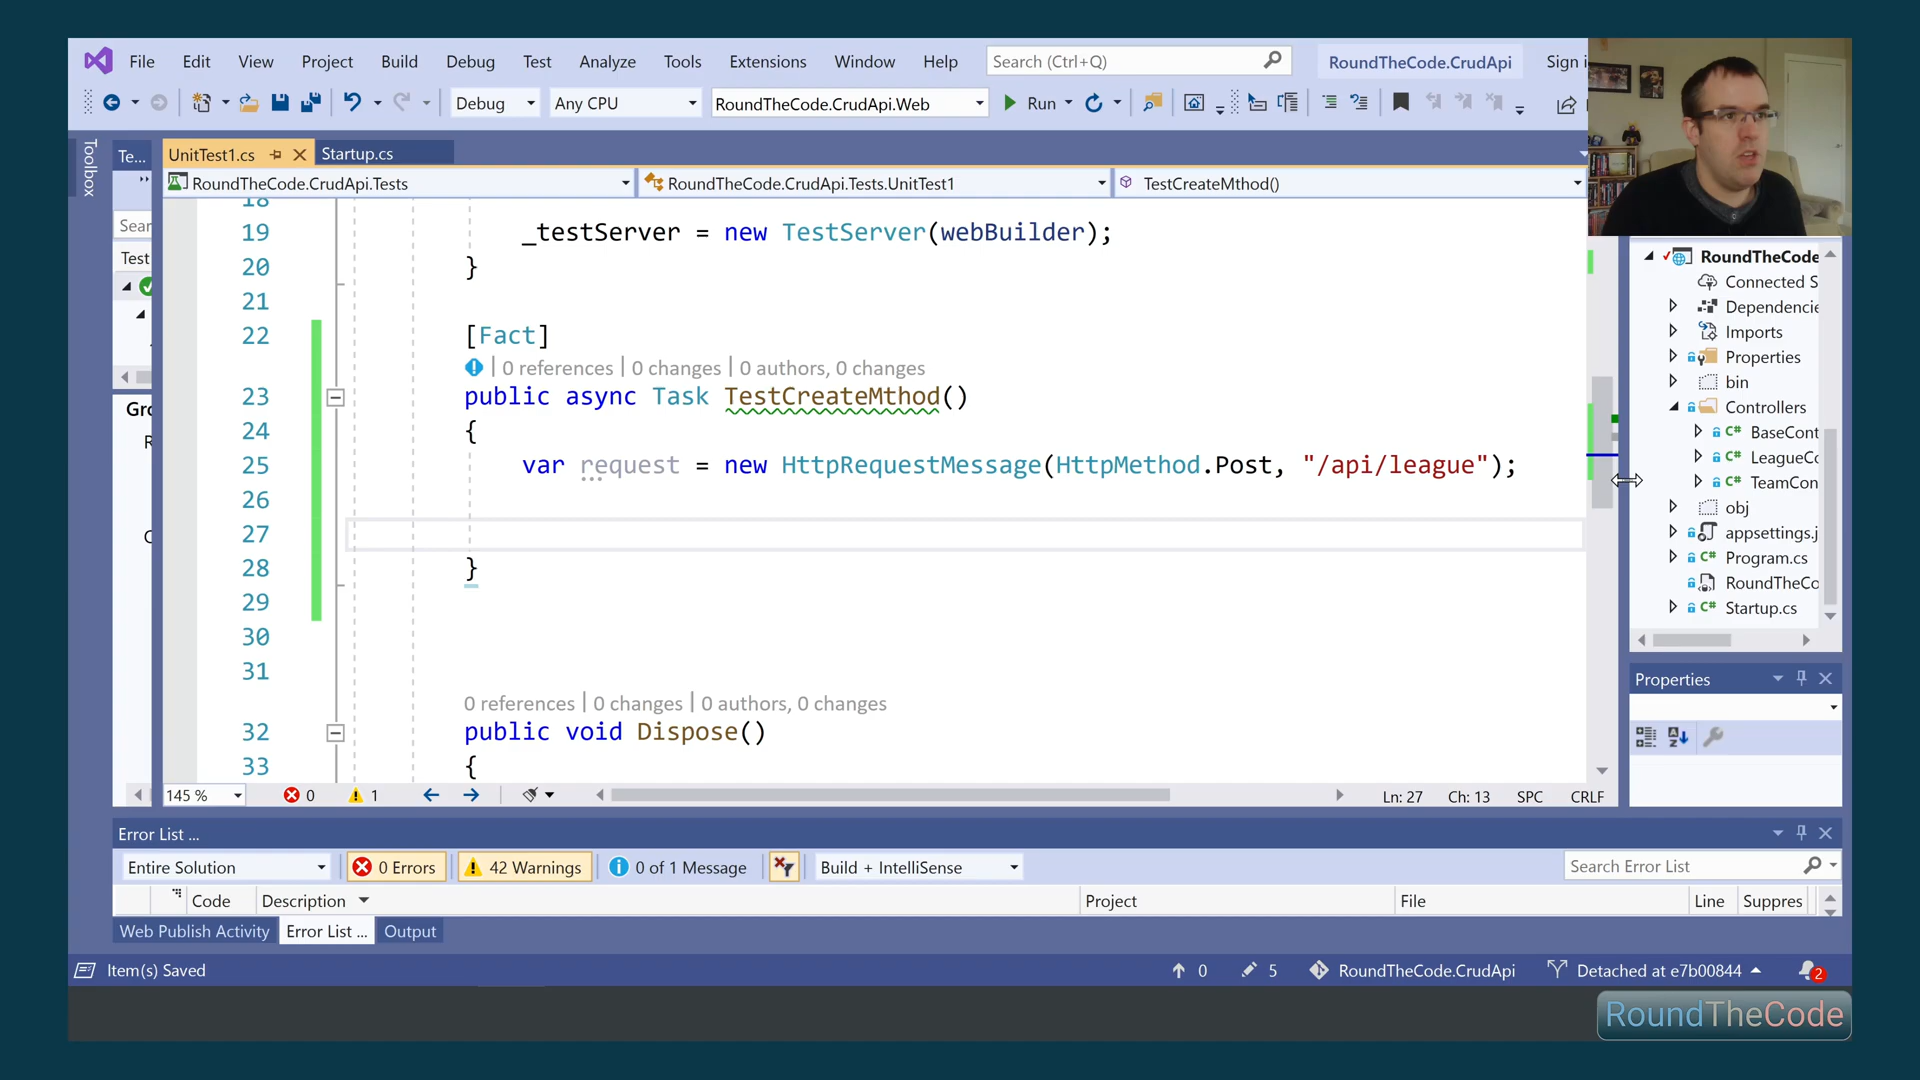 File Edit View Project Build Debug Test Analyze Tools Extensions Window Help Search (Ctrl+Q) RoundTheCode.CrudApi Sign i
Debug Any CPU RoundTheCode.CrudApi.Web Run
Toolbox
Te...
UnitTest1.cs Startup.cs
RoundTheCode.CrudApi.Tests RoundTheCode.CrudApi.Tests.UnitTest1 TestCreateMthod()
Sear
Test
Gro
R
C
18
19 _testServer = new TestServer(webBuilder);
20 }
21
22 [Fact]
0 references | 0 changes | 0 authors, 0 changes
23 public async Task TestCreateMthod()
24 {
25 var request = new HttpRequestMessage(HttpMethod.Post, "/api/league");
26
27
28 }
29
30
31
0 references | 0 changes | 0 authors, 0 changes
32 public void Dispose()
33 {
145 % 0 1 Ln: 27 Ch: 13 SPC CRLF
RoundTheCode
Connected S
Dependencie
Imports
Properties
bin
Controllers
BaseCont
LeagueCo
TeamCon
obj
appsettings.j
Program.cs
RoundTheCo
Startup.cs
Properties
Error List ...
Entire Solution 0 Errors 42 Warnings 0 of 1 Message Build + IntelliSense Search Error List
Code Description Project File Line Suppres
Web Publish Activity Error List ... Output
Item(s) Saved 0 5 RoundTheCode.CrudApi Detached at e7b00844 2
RoundTheCode